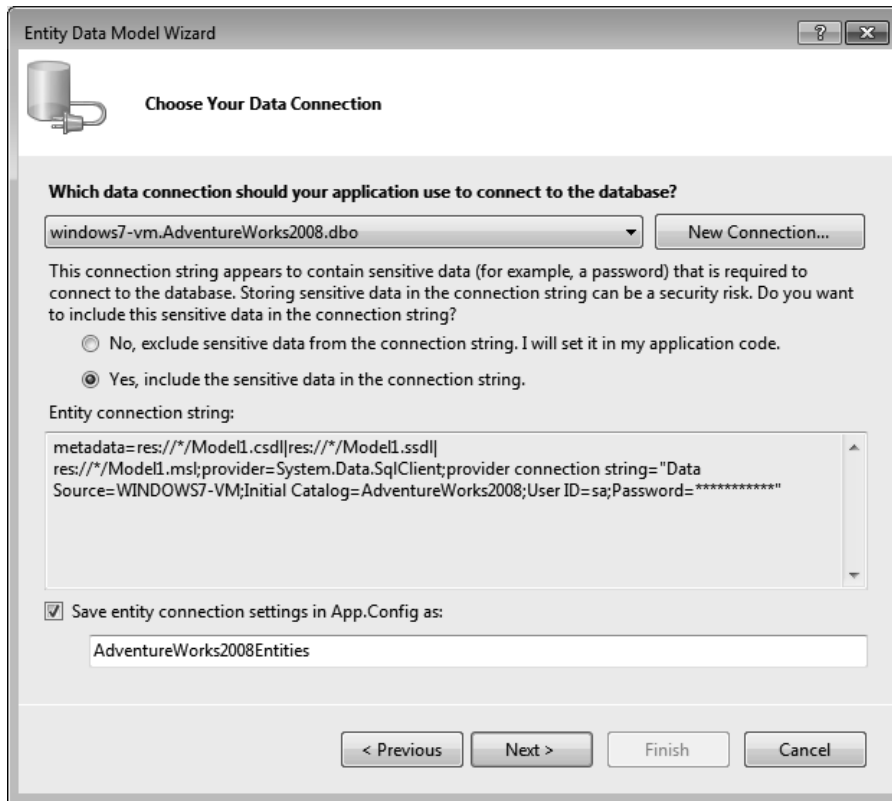 Entity Data Model Wizard
?
Choose Your Data Connection
Which data connection should your application use to connect to the database?
windows7-vm.AdventureWorks2008.dbo
New Connection...
This connection string appears to contain sensitive data (for example, a password) that is required to
connect to the database. Storing sensitive data in the connection string can be a security risk. Do you want
to include this sensitive data in the connection string?
No, exclude sensitive data from the connection string. I will set it in my application code.
Yes, include the sensitive data in the connection string.
Entity connection string:
metadata=res://*/Model1.csdl|res://*/Model1.ssdl|
res://*/Model1.msl;provider=System.Data.SqlClient;provider connection string="Data
Source=WINDOWS7-VM;Initial Catalog=AdventureWorks2008;User ID=sa;Password=***********"
Save entity connection settings in App.Config as:
AdventureWorks2008Entities
< Previous
Next >
Finish
Cancel